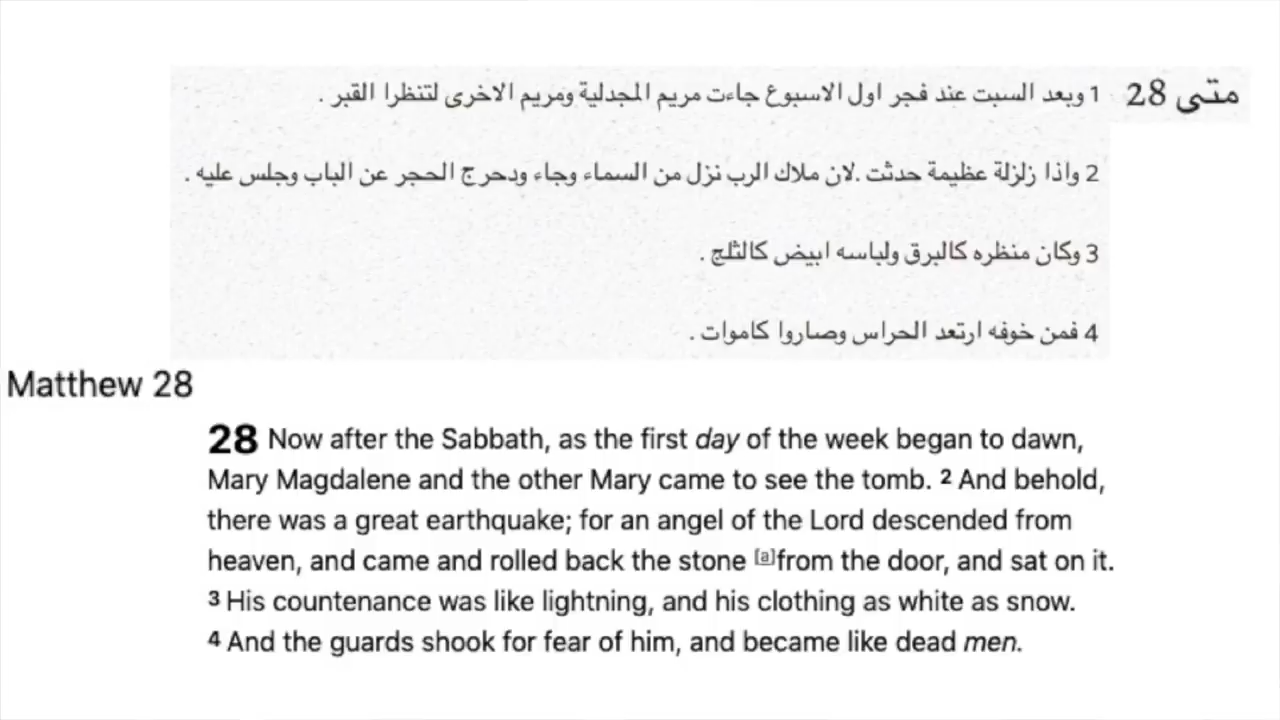 متى 28
1 وبعد السبت عند فجر اول الاسبوع جاءت مريم المجدلية ومريم الاخرى لتنظرا القبر .
2 واذا زلزلة عظيمة حدثت .لان ملاك الرب نزل من السماء وجاء ودحرج الحجر عن الباب وجلس عليه .
3 وكان منظره كالبرق ولباسه ابيض كالثلج .
4 فمن خوفه ارتعد الحراس وصاروا كاموات .
Matthew 28
28 Now after the Sabbath, as the first day of the week began to dawn,
Mary Magdalene and the other Mary came to see the tomb. 2 And behold,
there was a great earthquake; for an angel of the Lord descended from
heaven, and came and rolled back the stone [a]from the door, and sat on it.
3 His countenance was like lightning, and his clothing as white as snow.
4 And the guards shook for fear of him, and became like dead men.